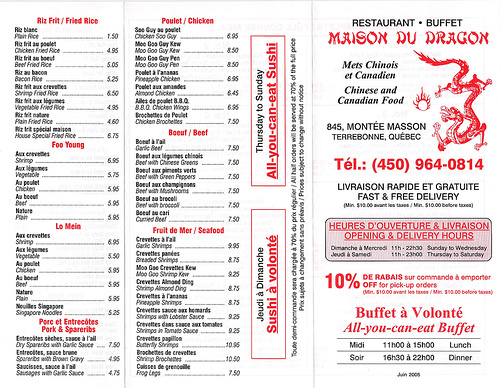 Riz Frit / Fried Rice
Riz blanc
Plain Rice 1.50
Riz frit au poulet
Chicken Fried Rice 4.95
Riz frit au boeuf
Beef Fried Rice 5.05
Riz au bacon
Bacon Rice 5.25
Riz frit aux crevettes
Shrimp Fried Rice 6.50
Riz frit aux légumes
Vegetable Fried Rice 4.95
Riz frit nature
Plain Fried Rice 4.60
Riz frit spécial maison
House Special Fried Rice 6.75
Foo Young
Aux crevettes
Shrimp 6.95
Aux légumes
Vegetable 5.75
Au poulet
Chicken 5.95
Au boeuf
Beef 5.95
Nature
Plain 5.95
Lo Mein
Aux crevettes
Shrimp 6.95
Aux légumes
Vegetable 5.50
Au poulet
Chicken 5.95
Au boeuf
Beef 5.95
Nature
Plain 5.95
Nouilles Singapour
Singapore Noodles 5.25
Porc et Entrecôtes
Pork & Spareribs
Entrecôtes sèches, sauce à l'ail
Dry Spareribs with Garlic Sauce 7.50
Entrecôtes, sauce brune
Spareribs with Brown Gravy 4.95
Saucisses, sauce à l'ail
Sausages with Garlic Sauce 4.75
Poulet / Chicken
Soo Guy au poulet
Chicken Soo Guy 6.95
Moo Goo Guy Kew
Moo Goo Guy Kew 8.50
Moo Goo Guy Pen
Moo Goo Guy Pen 8.50
Poulet à l'ananas
Pineapple Chicken 6.95
Poulet aux amandes
Almond Chicken 6.45
Ailes de poulet B.B.Q.
B.B.Q. Chicken Wings 6.95
Brochettes de Poulet
Chicken Brochettes 7.50
Boeuf / Beef
Boeuf à l'ail
Garlic Beef 7.50
Boeuf aux légumes chinois
Beef with Chinese Greens 7.50
Boeuf aux piments verts
Beef with Green Peppers 7.50
Boeuf aux champignons
Beef with Mushrooms 7.50
Boeuf au brocoli
Beef with broccoli 7.50
Boeuf au cari
Curried Beef 7.50
Fruit de Mer / Seafood
Crevettes à l'ail
Garlic Shrimps 9.95
Crevettes panées
Breaded Shrimps 8.75
Moo Goo Crevettes Kew
Moo Goo Shrimp Kew 9.25
Crevettes Almond Ding
Shrimp Almond Ding 8.75
Crevettes à l'ananas
Pineapple Shrimps 8.75
Crevettes sauce aux homards
Shrimps with Lobster Sauce 9.25
Crevettes dans sauce aux tomates
Shrimps in Tomato Sauce 9.25
Crevettes papillon
Butterfly Shrimps 10.95
Brochettes de crevettes
Shrimp Brochettes 10.50
Cuisses de grenouille
Frog Legs 7.50
Thursday to Sunday
All-you-can-eat Sushi
Jeudi à Dimanche
Sushi à volonté
Toute demi-commande sera chargée à 70% du prix régulier / All half orders will be served at 70% of the full price
Prix sujets à changement sans préavis / Prices subject to change without notice
RESTAURANT • BUFFET
MAISON DU DRAGON
Mets Chinois
et Canadien
Chinese and
Canadian Food
845, MONTÉE MASSON
TERREBONNE, QUÉBEC
Tél.: (450) 964-0814
LIVRAISON RAPIDE ET GRATUITE
FAST & FREE DELIVERY
(Min. $10.00 avant les taxes / Min. $10.00 before taxes)
HEURES D'OUVERTURE & LIVRAISON
OPENING & DELIVERY HOURS
Dimanche à Mercredi 11h - 22h30 Sunday to Wednesday
Jeudi à Samedi 11h - 23h00 Thursday to Saturday
10% DE RABAIS sur commande à emporter
OFF for pick-up orders
(Min. $10.00 avant les taxes / Min. $10.00 before taxes)
Buffet à Volonté
All-you-can-eat Buffet
Midi 11h00 à 15h00 Lunch
Soir 16h30 à 22h00 Dinner
Juin 2005